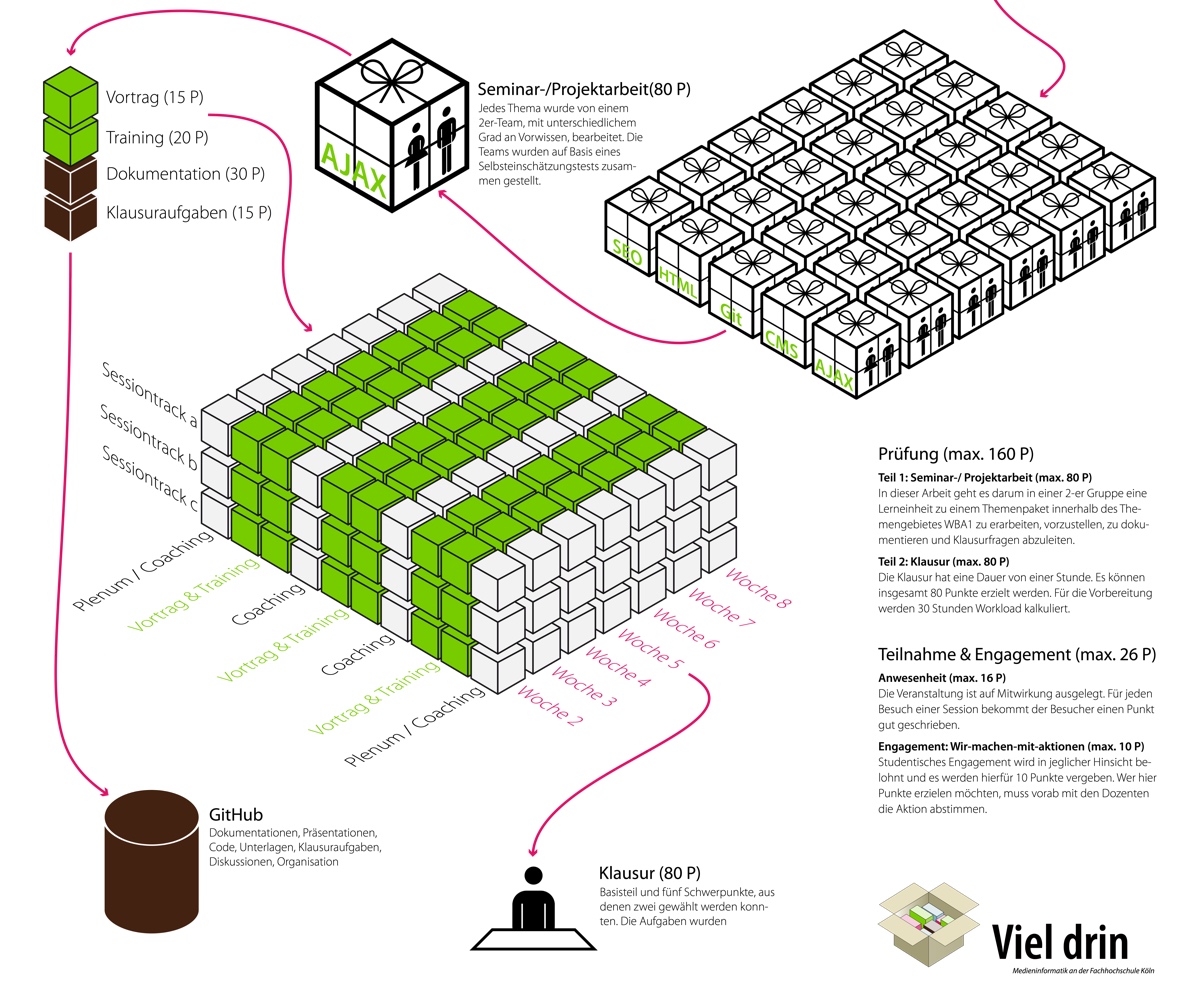 Vortrag (15 P)
Training (20 P)
Dokumentation (30 P)
Klausuraufgaben (15 P)
AJAX
Seminar-/Projektarbeit(80 P)
Jedes Thema wurde von einem
2er-Team, mit unterschiedlichem
Grad an Vorwissen, bearbeitet. Die
Teams wurden auf Basis eines
Selbsteinschätzungstests zusam-
men gestellt.
SEO
HTML
Git
CMS
AJAX
Sessiontrack a
Sessiontrack b
Sessiontrack c
Plenum / Coaching
Vortrag & Training
Coaching
Vortrag & Training
Coaching
Vortrag & Training
Plenum / Coaching
Woche 2
Woche 3
Woche 4
Woche 5
Woche 6
Woche 7
Woche 8
Prüfung (max. 160 P)
Teil 1: Seminar-/ Projektarbeit (max. 80 P)
In dieser Arbeit geht es darum in einer 2-er Gruppe eine
Lerneinheit zu einem Themenpaket innerhalb des The-
mengebietes WBA1 zu erarbeiten, vorzustellen, zu doku-
mentieren und Klausurfragen abzuleiten.
Teil 2: Klausur (max. 80 P)
Die Klausur hat eine Dauer von einer Stunde. Es können
insgesamt 80 Punkte erzielt werden. Für die Vorbereitung
werden 30 Stunden Workload kalkuliert.
Teilnahme & Engagement (max. 26 P)
Anwesenheit (max. 16 P)
Die Veranstaltung ist auf Mitwirkung ausgelegt. Für jeden
Besuch einer Session bekommt der Besucher einen Punkt
gut geschrieben.
Engagement: Wir-machen-mit-aktionen (max. 10 P)
Studentisches Engagement wird in jeglicher Hinsicht be-
lohnt und es werden hierfür 10 Punkte vergeben. Wer hier
Punkte erzielen möchten, muss vorab mit den Dozenten
die Aktion abstimmen.
GitHub
Dokumentationen, Präsentationen,
Code, Unterlagen, Klausuraufgaben,
Diskussionen, Organisation
Klausur (80 P)
Basisteil und fünf Schwerpunkte, aus
denen zwei gewählt werden konn-
ten. Die Aufgaben wurden
Viel drin
Medieninformatik an der Fachhochschule Köln